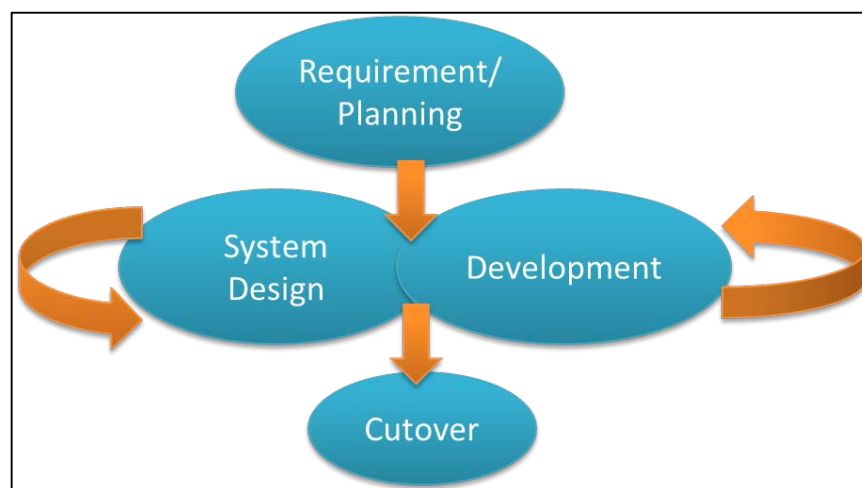 Requirement/
Planning
System
Design
Development
Cutover